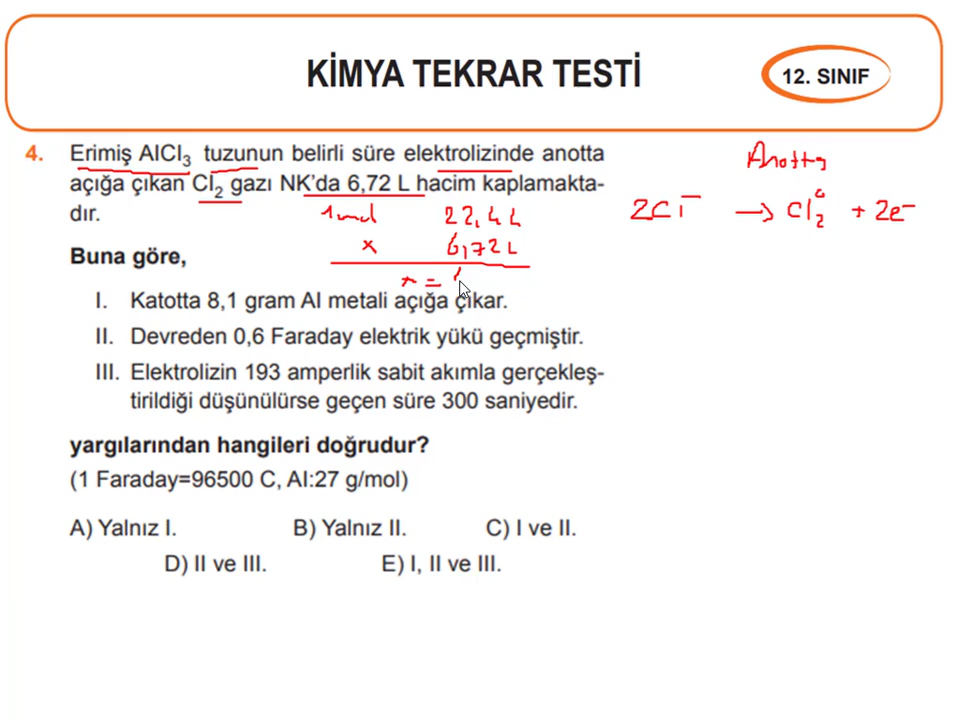 KİMYA TEKRAR TESTİ
12. SINIF
4. Erimiş AlCl3 tuzunun belirli süre elektrolizinde anotta
açığa çıkan Cl2 gazı NK'da 6,72 L hacim kaplamakta-
dır.
1 mol 22,4 L
x 6,72 L
x =
Anotta
2Cl⁻ → Cl2⁰ + 2e⁻
Buna göre,
I. Katotta 8,1 gram Al metali açığa çıkar.
II. Devreden 0,6 Faraday elektrik yükü geçmiştir.
III. Elektrolizin 193 amperlik sabit akımla gerçekleş-
tirildiği düşünülürse geçen süre 300 saniyedir.
yargılarından hangileri doğrudur?
(1 Faraday=96500 C, Al:27 g/mol)
A) Yalnız I. B) Yalnız II. C) I ve II.
D) II ve III. E) I, II ve III.